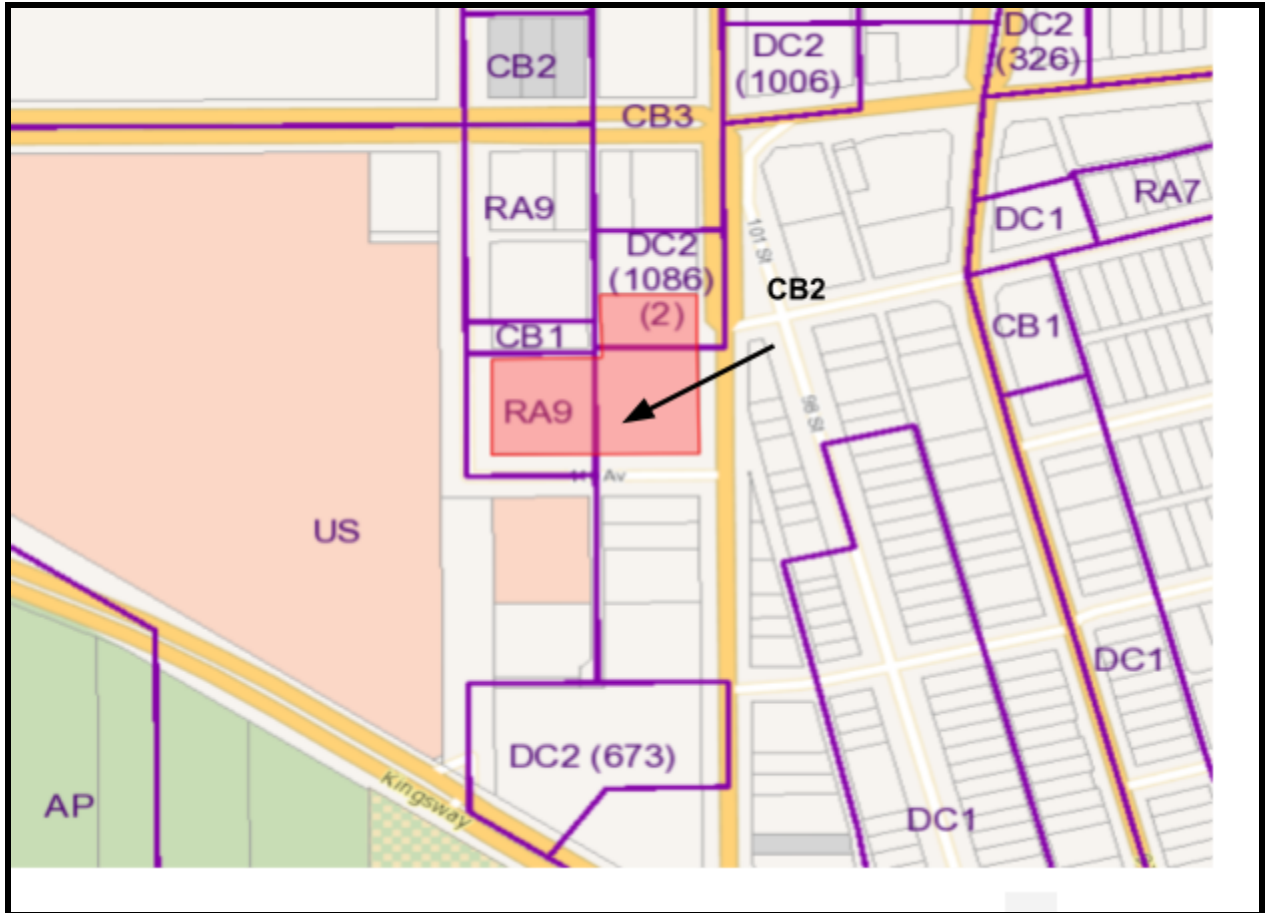 DC2
(326)
DC2
(1006)
CB2
CB3
RA9
RA7
DC1
DC2
(1086)
(2)
101 St
CB2
CB1
CB1
RA9
98 St
Av
US
DC1
DC2 (673)
Kingsway
AP
DC1